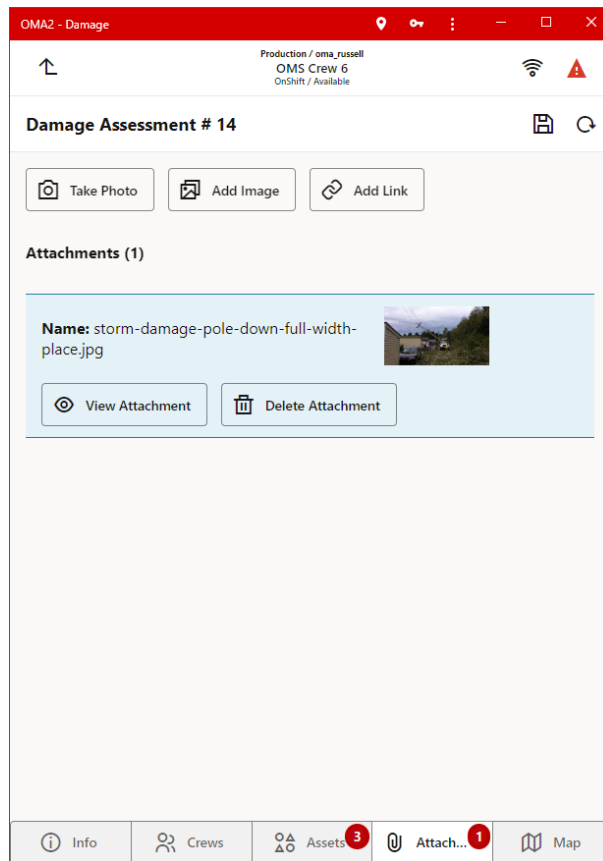 OMA2 - Damage
Production / oma_russell
OMS Crew 6
OnShift / Available
Damage Assessment # 14
Take Photo
Add Image
Add Link
Attachments (1)
Name: storm-damage-pole-down-full-width-
place.jpg
View Attachment
Delete Attachment
Info
Crews
Assets
3
Attach...
1
Map